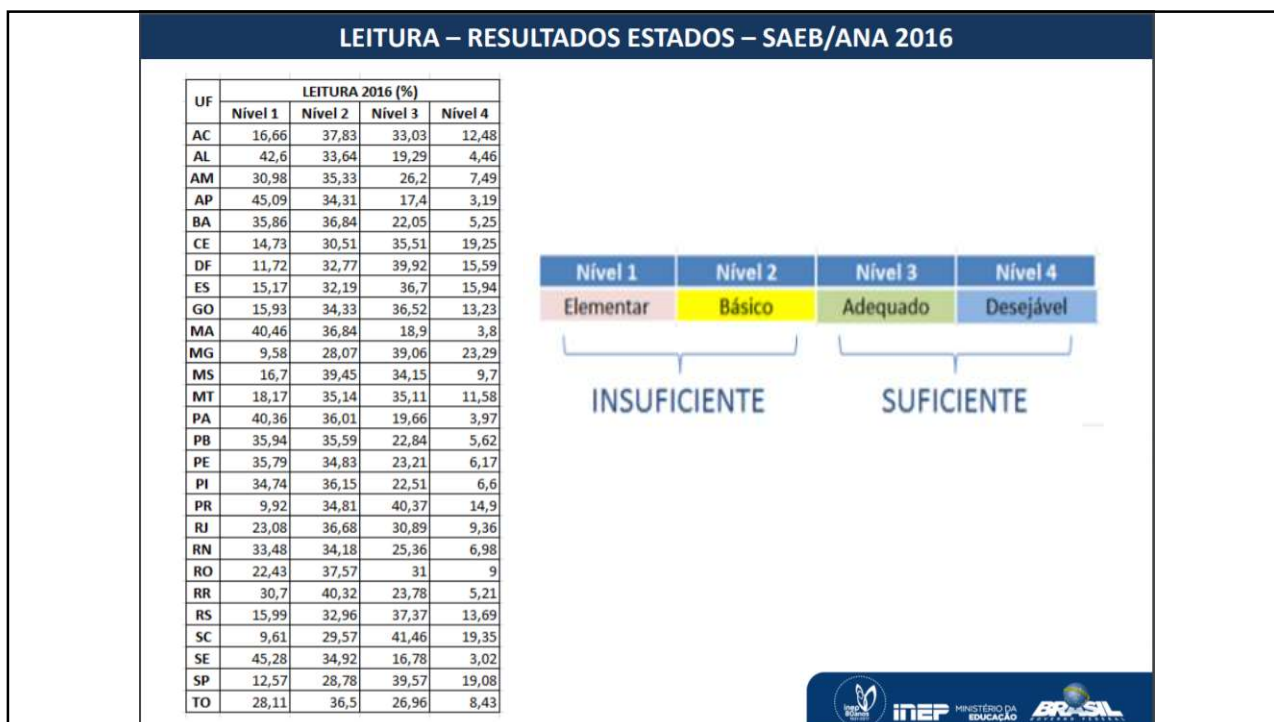 LEITURA – RESULTADOS ESTADOS – SAEB/ANA 2016
UF LEITURA 2016 (%)
Nível 1 Nível 2 Nível 3 Nível 4
AC 16,66 37,83 33,03 12,48
AL 42,6 33,64 19,29 4,46
AM 30,98 35,33 26,2 7,49
AP 45,09 34,31 17,4 3,19
BA 35,86 36,84 22,05 5,25
CE 14,73 30,51 35,51 19,25
DF 11,72 32,77 39,92 15,59
ES 15,17 32,19 36,7 15,94
GO 15,93 34,33 36,52 13,23
MA 40,46 36,84 18,9 3,8
MG 9,58 28,07 39,06 23,29
MS 16,7 39,45 34,15 9,7
MT 18,17 35,14 35,11 11,58
PA 40,36 36,01 19,66 3,97
PB 35,94 35,59 22,84 5,62
PE 35,79 34,83 23,21 6,17
PI 34,74 36,15 22,51 6,6
PR 9,92 34,81 40,37 14,9
RJ 23,08 36,68 30,89 9,36
RN 33,48 34,18 25,36 6,98
RO 22,43 37,57 31 9
RR 30,7 40,32 23,78 5,21
RS 15,99 32,96 37,37 13,69
SC 9,61 29,57 41,46 19,35
SE 45,28 34,92 16,78 3,02
SP 12,57 28,78 39,57 19,08
TO 28,11 36,5 26,96 8,43
Nível 1 Nível 2 Nível 3 Nível 4
Elementar Básico Adequado Desejável
INSUFICIENTE SUFICIENTE
inep
80anos
inep MINISTÉRIO DA
EDUCAÇÃO
BRASIL
GOVERNO FEDERAL